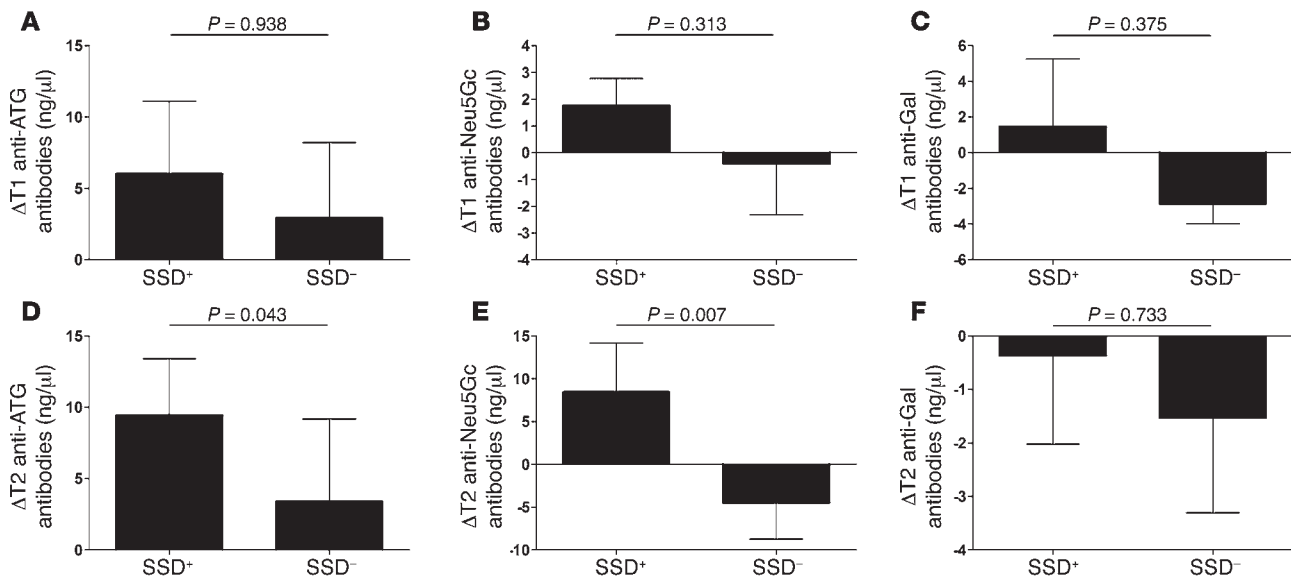 A
P = 0.938
ΔT1 anti-ATG
antibodies (ng/μl)
15
10
5
0
SSD⁺
SSD⁻
B
P = 0.313
ΔT1 anti-Neu5Gc
antibodies (ng/μl)
4
3
2
1
0
-1
-2
-3
-4
SSD⁺
SSD⁻
C
P = 0.375
ΔT1 anti-Gal
antibodies (ng/μl)
6
4
2
0
-2
-4
-6
SSD⁺
SSD⁻
D
P = 0.043
ΔT2 anti-ATG
antibodies (ng/μl)
15
10
5
0
SSD⁺
SSD⁻
E
P = 0.007
ΔT2 anti-Neu5Gc
antibodies (ng/μl)
15
10
5
0
-5
-10
SSD⁺
SSD⁻
F
P = 0.733
ΔT2 anti-Gal
antibodies (ng/μl)
0
-1
-2
-3
-4
SSD⁺
SSD⁻